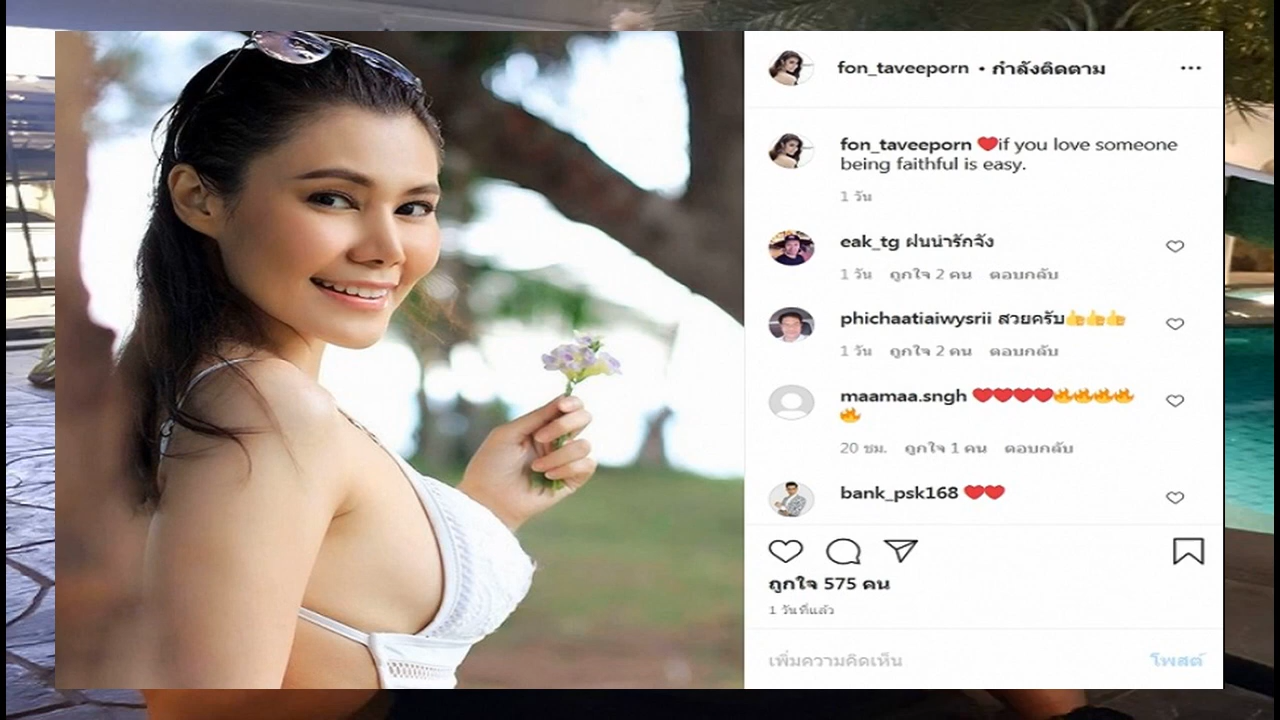 fon_taveeporn • กำลังติดตาม
fon_taveeporn ❤️if you love someone
being faithful is easy.
1 วัน
eak_tg ฝนน่ารักจัง
1 วัน ถูกใจ 2 คน ตอบกลับ
phichaatiaiwysrii สวยครับ👍👍👍
1 วัน ถูกใจ 2 คน ตอบกลับ
maamaa.sngh ❤️❤️❤️❤️🔥🔥🔥🔥
🔥
20 ชม. ถูกใจ 1 คน ตอบกลับ
bank_psk168 ❤️❤️
ถูกใจ 575 คน
1 วันที่แล้ว
เพิ่มความคิดเห็น
โพสต์